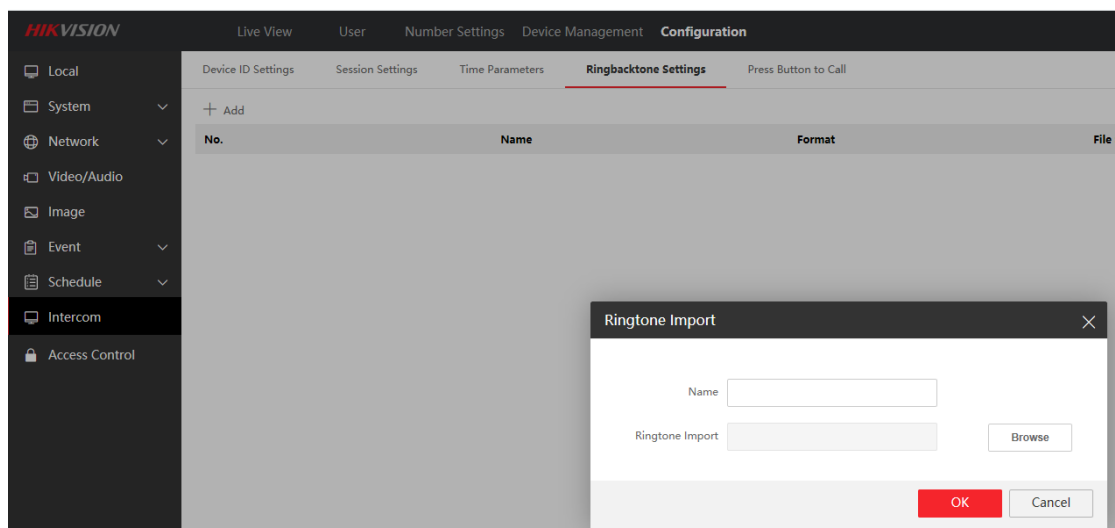 HIKVISION
Live View
User
Number Settings
Device Management
Configuration
Local
System
Network
Video/Audio
Image
Event
Schedule
Intercom
Access Control
Device ID Settings
Session Settings
Time Parameters
Ringbacktone Settings
Press Button to Call
+ Add
No.
Name
Format
File
Ringtone Import
Name
Ringtone Import
Browse
OK
Cancel